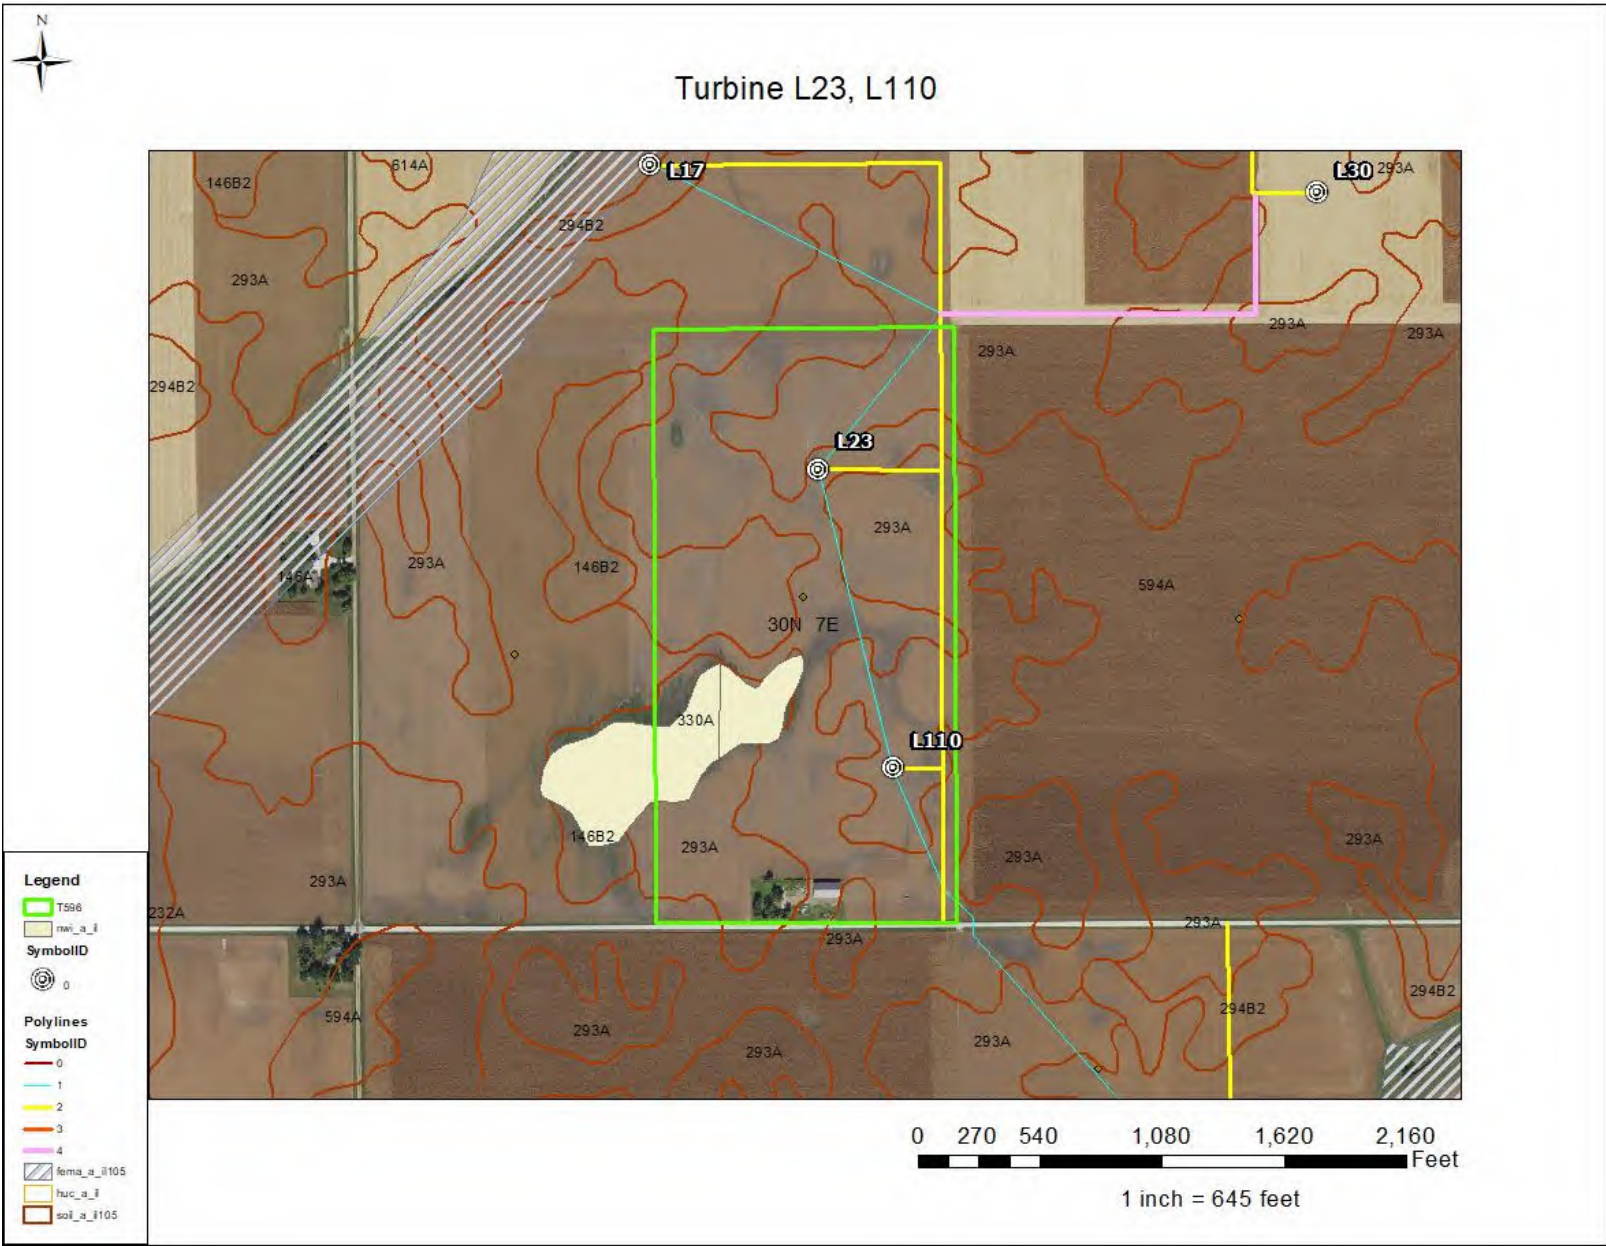 N
Turbine L23, L110
614A
L17
L30
293A
146B2
294B2
293A
293A
293A
293A
294B2
L23
293A
293A
146B2
146A
594A
30N 7E
330A
L110
146B2
293A
293A
293A
293A
232A
293A
293A
294B2
294B2
594A
293A
293A
293A
Legend
T596
nwi_a_il
SymbolID
0
Polylines
SymbolID
0
1
2
3
4
fema_a_il105
huc_a_il
soil_a_il105
0 270 540 1,080 1,620 2,160
Feet
1 inch = 645 feet